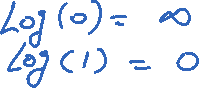 Log(0) = ∞
log(1) = 0